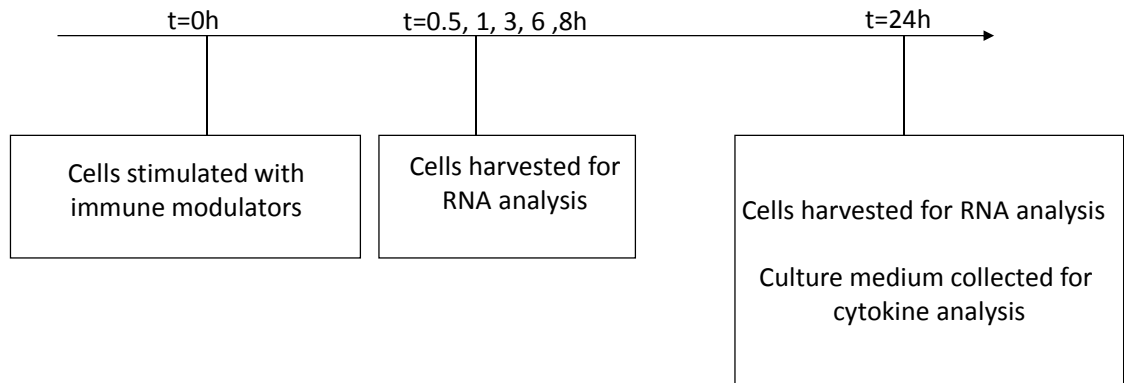 t=0h
t=0.5, 1, 3, 6 ,8h
t=24h
Cells stimulated with
immune modulators
Cells harvested for
RNA analysis
Cells harvested for RNA analysis
Culture medium collected for
cytokine analysis